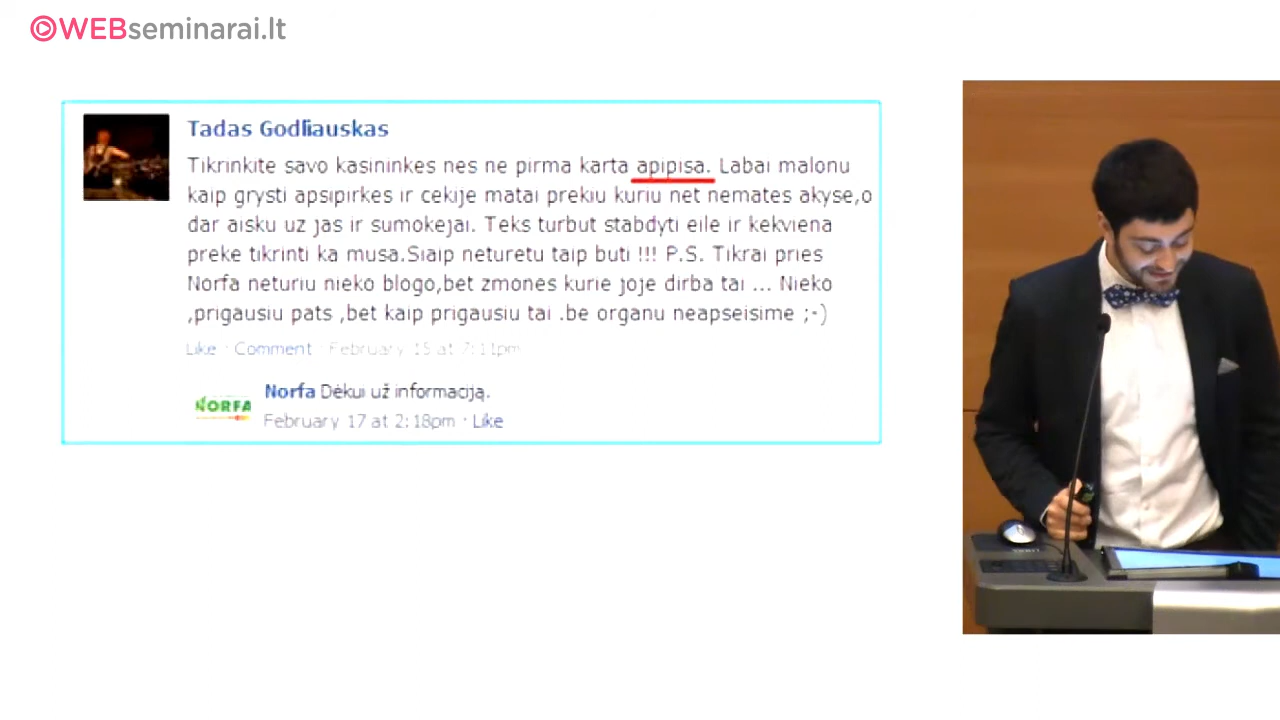 WEBseminarai.lt
Tadas Godliauskas
Tikrinkite savo kasininkes nes ne pirma karta apipisa. Labai malonu
kaip grysti apsipirkes ir cekije matai prekiu kuriu net nemates akyse,o
dar aisku uz jas ir sumokejai. Teks turbut stabdyti eile ir kekviena
preke tikrinti ka musa.Siaip neturetu taip buti !!! P.S. Tikrai pries
Norfa neturiu nieko blogo,bet zmones kurie joje dirba tai ... Nieko
,prigausiu pats ,bet kaip prigausiu tai .be organu neapseisime ;-)
Like · Comment · February 15 at 7:11pm
Norfa Dėkui už informaciją.
NORFA
February 17 at 2:18pm · Like